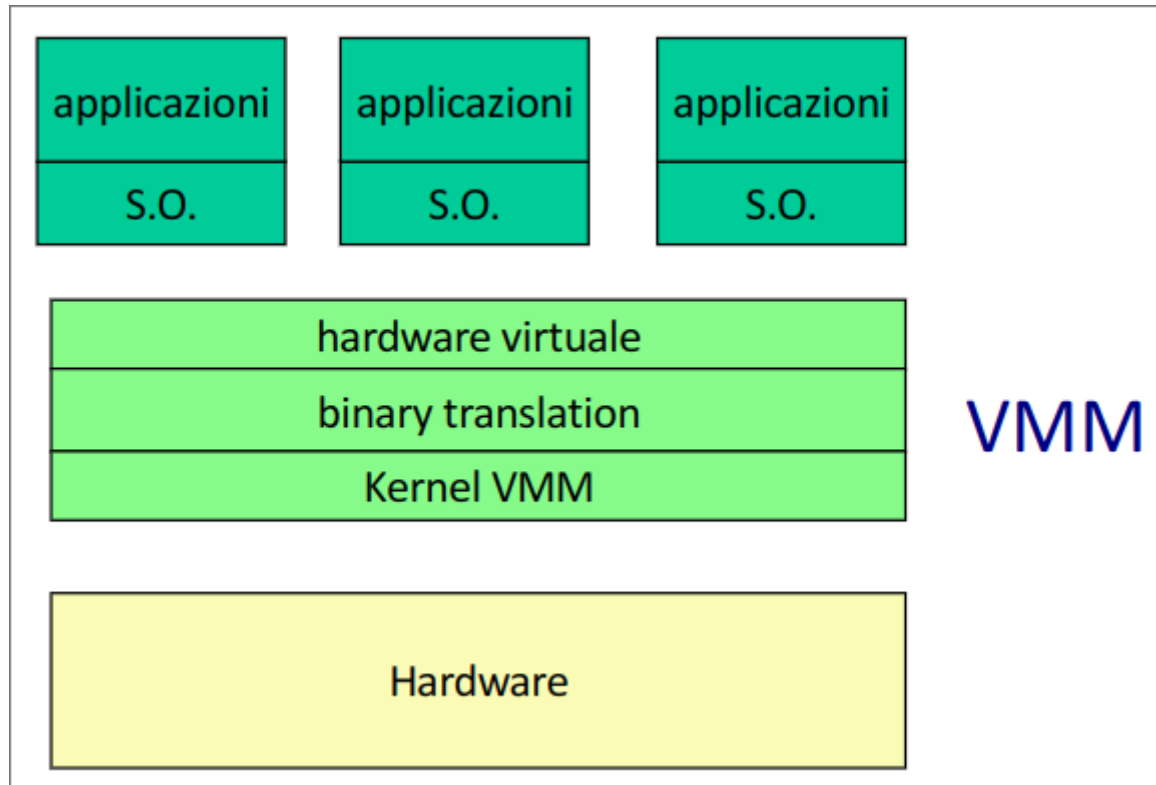 applicazioni applicazioni applicazioni
S.O. S.O. S.O.
hardware virtuale
binary translation
VMM
Kernel VMM
Hardware